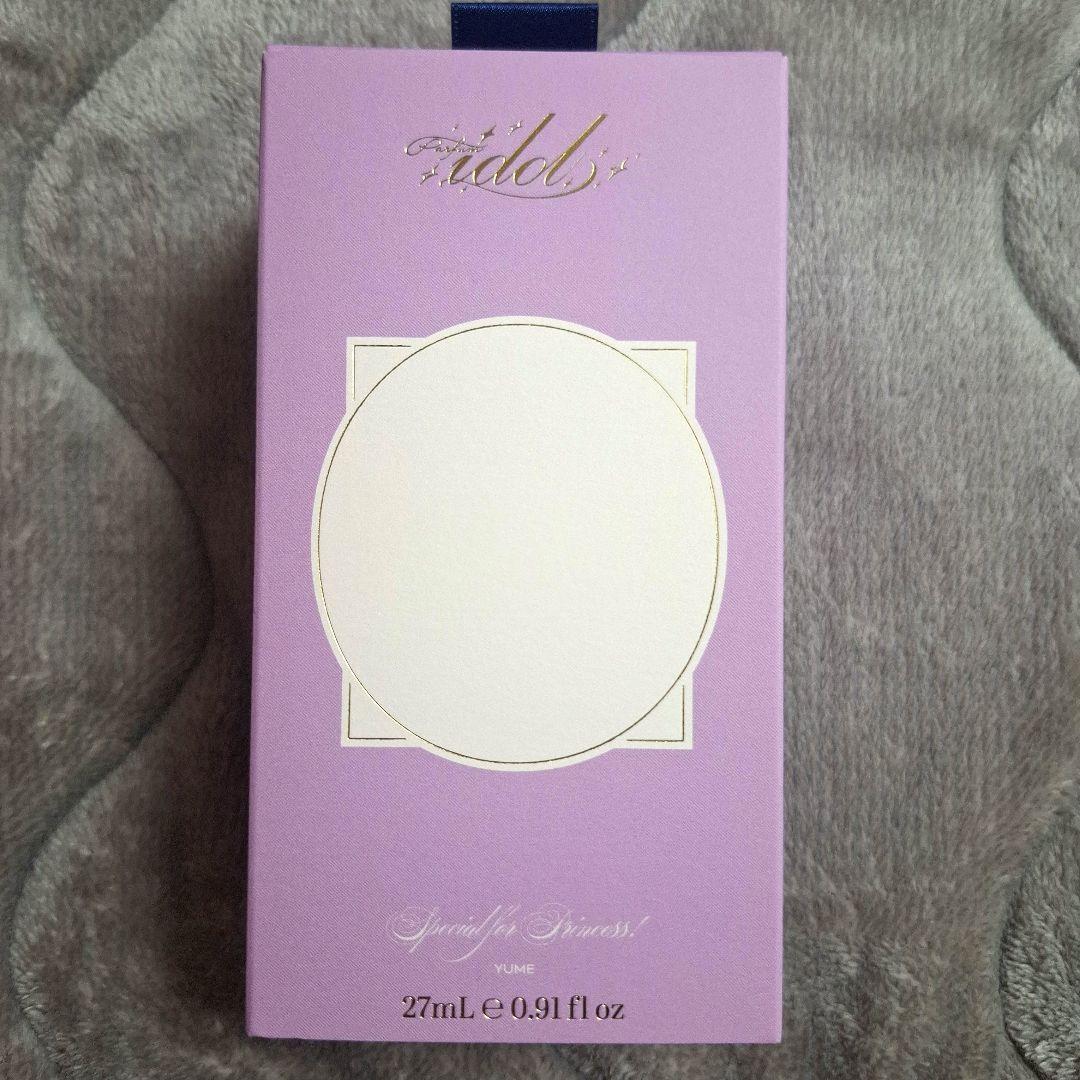 Parfum
idol
Special for Princess!
YUME
27mL ℮ 0.91 fl oz